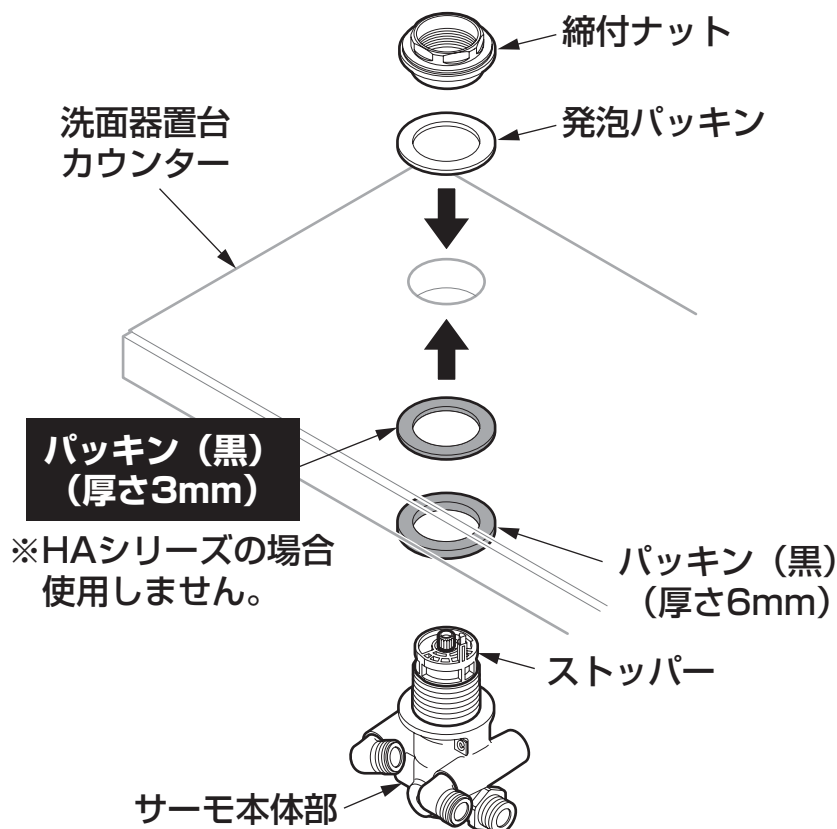 締付ナット
発泡パッキン
洗面器置台
カウンター
パッキン（黒）
（厚さ3mm）
※HAシリーズの場合
使用しません。
パッキン（黒）
（厚さ6mm）
ストッパー
サーモ本体部